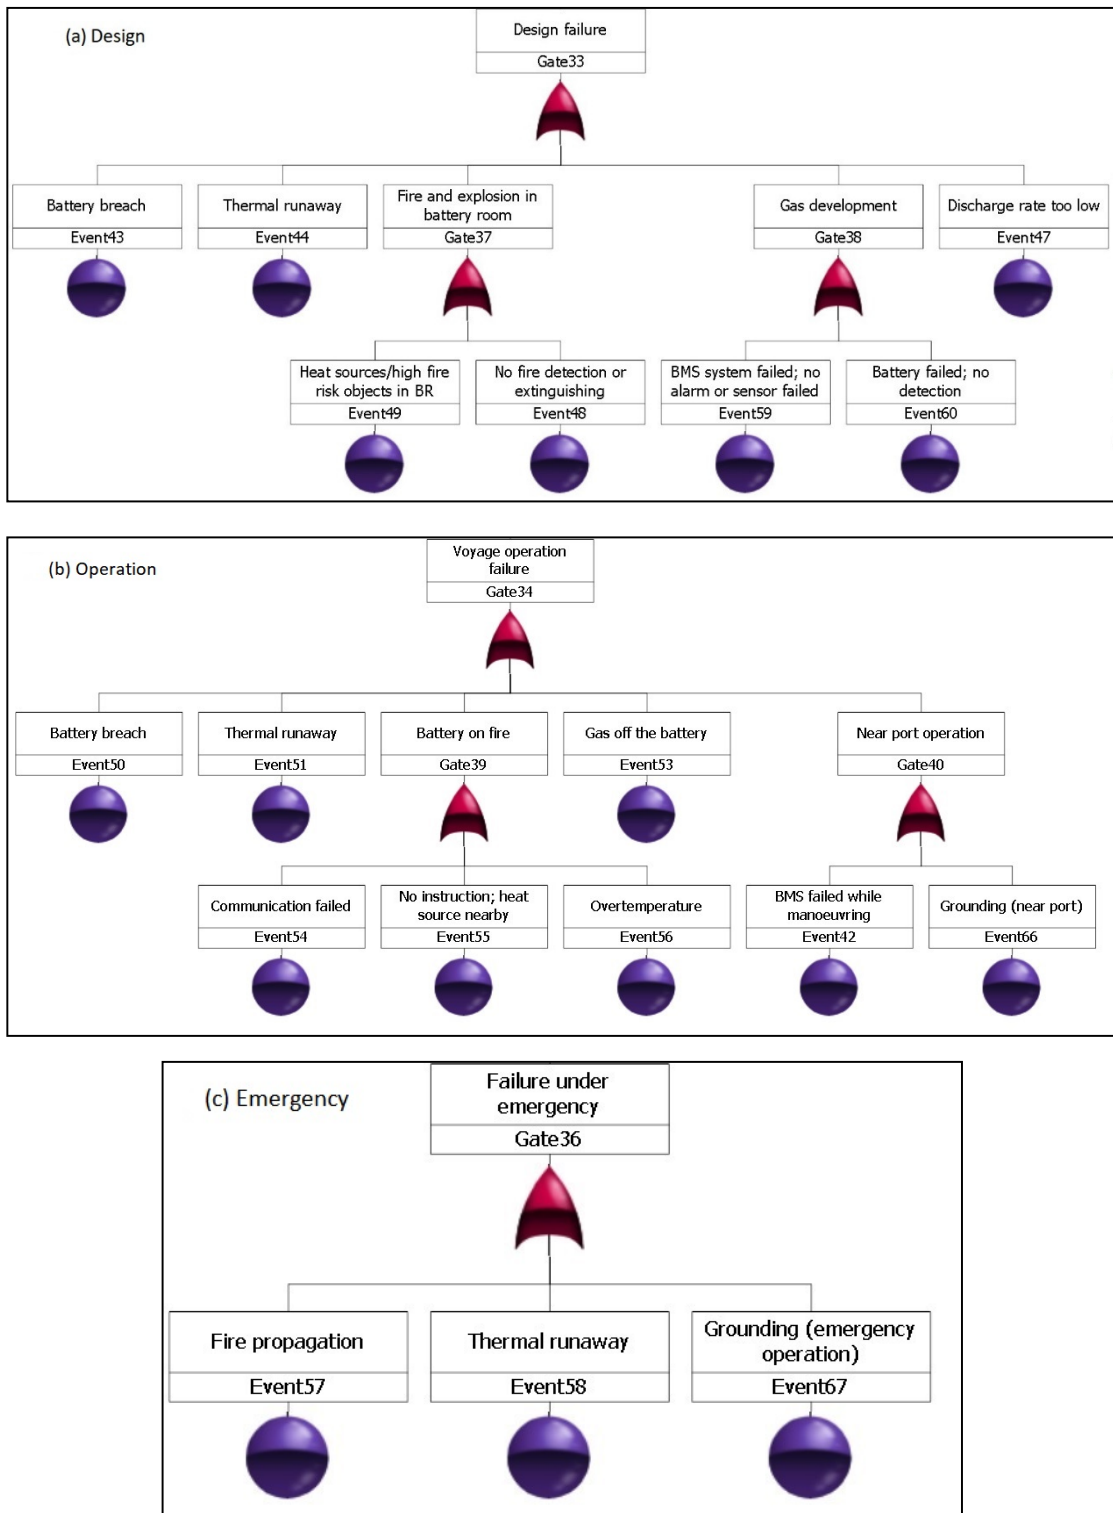 (a) Design
Design failure
Gate33
Battery breach
Event43
Thermal runaway
Event44
Fire and explosion in
battery room
Gate37
Gas development
Gate38
Discharge rate too low
Event47
Heat sources/high fire
risk objects in BR
Event49
No fire detection or
extinguishing
Event48
BMS system failed; no
alarm or sensor failed
Event59
Battery failed; no
detection
Event60
(b) Operation
Voyage operation
failure
Gate34
Battery breach
Event50
Thermal runaway
Event51
Battery on fire
Gate39
Gas off the battery
Event53
Near port operation
Gate40
Communication failed
Event54
No instruction; heat
source nearby
Event55
Overtemperature
Event56
BMS failed while
manoeuvring
Event42
Grounding (near port)
Event66
(c) Emergency
Failure under
emergency
Gate36
Fire propagation
Event57
Thermal runaway
Event58
Grounding (emergency
operation)
Event67